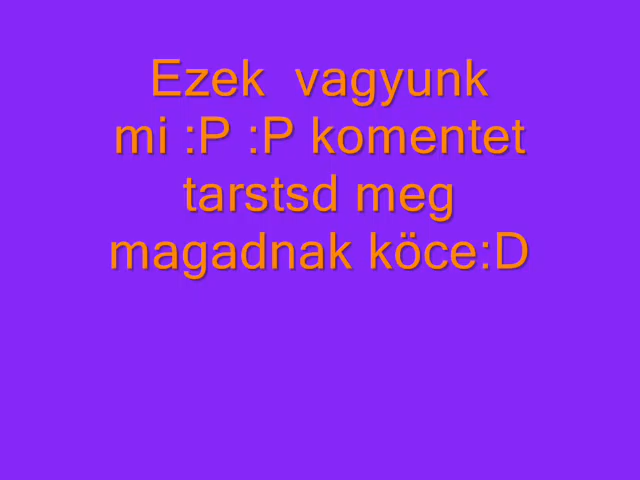 Ezek  vagyunk
mi :P :P komentet
tarstsd meg
magadnak köce:D